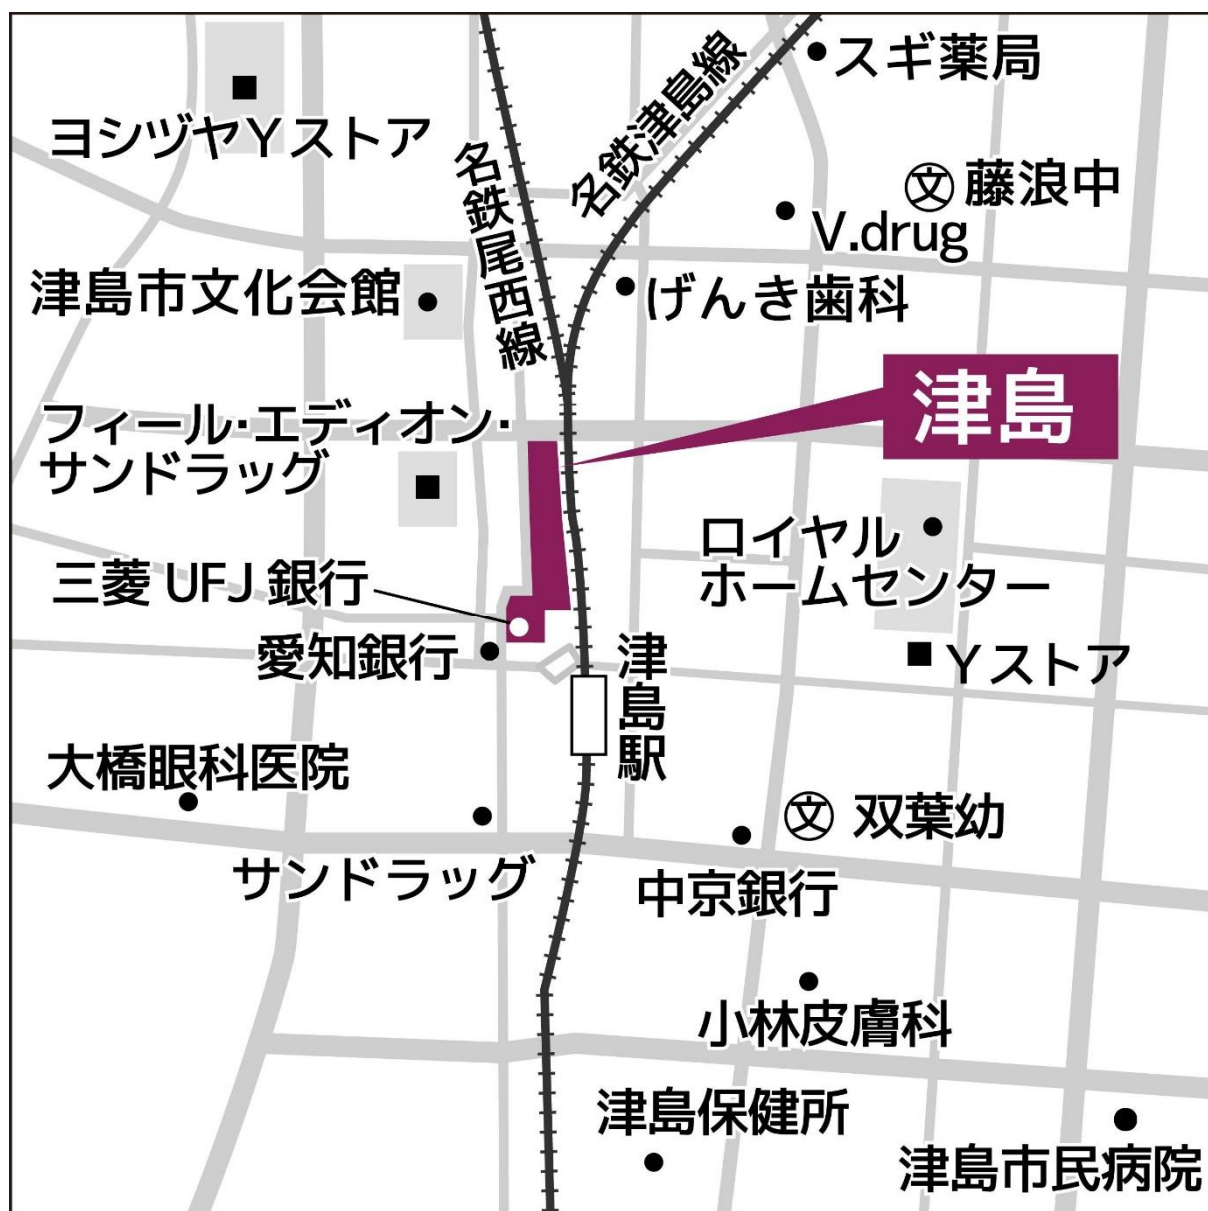 スギ薬局
ヨシヅヤYストア
名鉄尾西線
名鉄津島線
文 藤浪中
V.drug
津島市文化会館
げんき歯科
津島
フィール・エディオン・
サンドラッグ
ロイヤル
ホームセンター
三菱UFJ銀行
愛知銀行
津島駅
Yストア
大橋眼科医院
文 双葉幼
サンドラッグ
中京銀行
小林皮膚科
津島保健所
津島市民病院